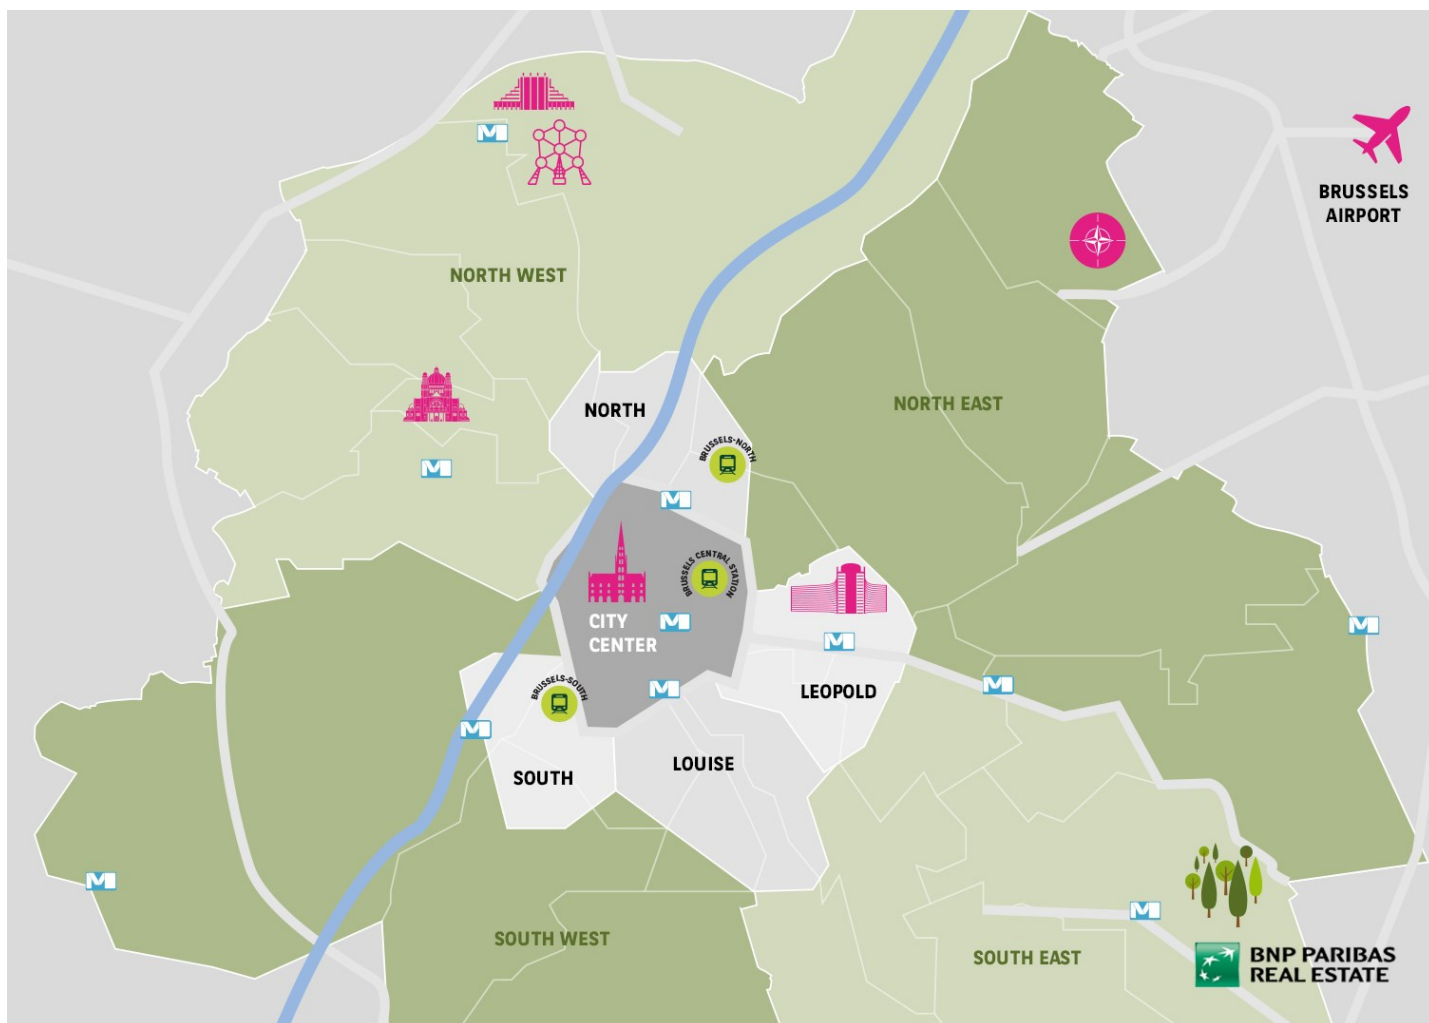 BRUSSELS
AIRPORT
NORTH WEST
NORTH EAST
NORTH
BRUSSELS-NORTH
BRUSSELS CENTRAL STATION
CITY
CENTER
LEOPOLD
BRUSSELS-SOUTH
LOUISE
SOUTH
SOUTH WEST
SOUTH EAST
BNP PARIBAS
REAL ESTATE
M
M
M
M
M
M
M
M
M
M
M